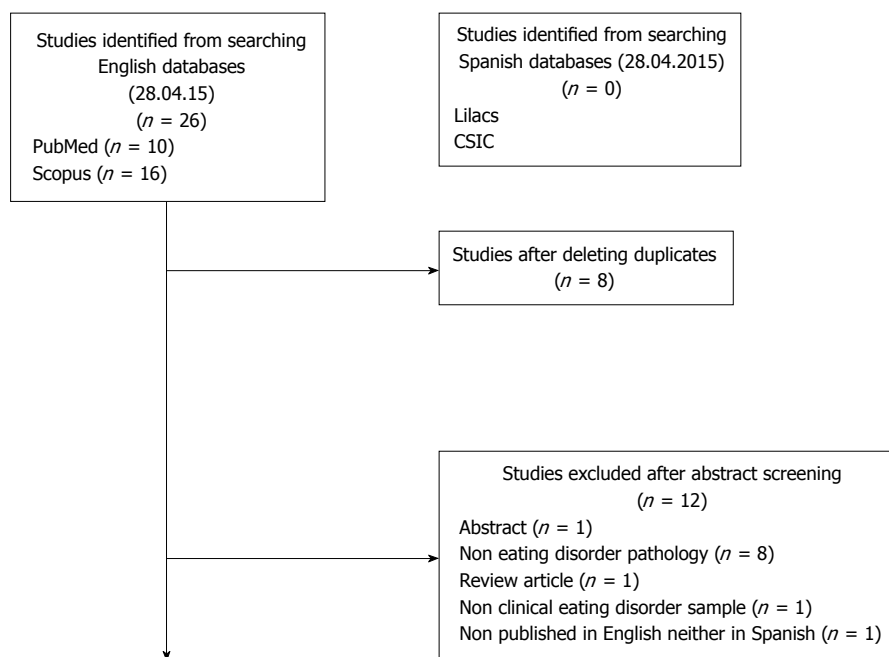 Studies identified from searching
English databases
(28.04.15)
(n = 26)
PubMed (n = 10)
Scopus (n = 16)
Studies identified from searching
Spanish databases (28.04.2015)
(n = 0)
Lilacs
CSIC
Studies after deleting duplicates
(n = 8)
Studies excluded after abstract screening
(n = 12)
Abstract (n = 1)
Non eating disorder pathology (n = 8)
Review article (n = 1)
Non clinical eating disorder sample (n = 1)
Non published in English neither in Spanish (n = 1)